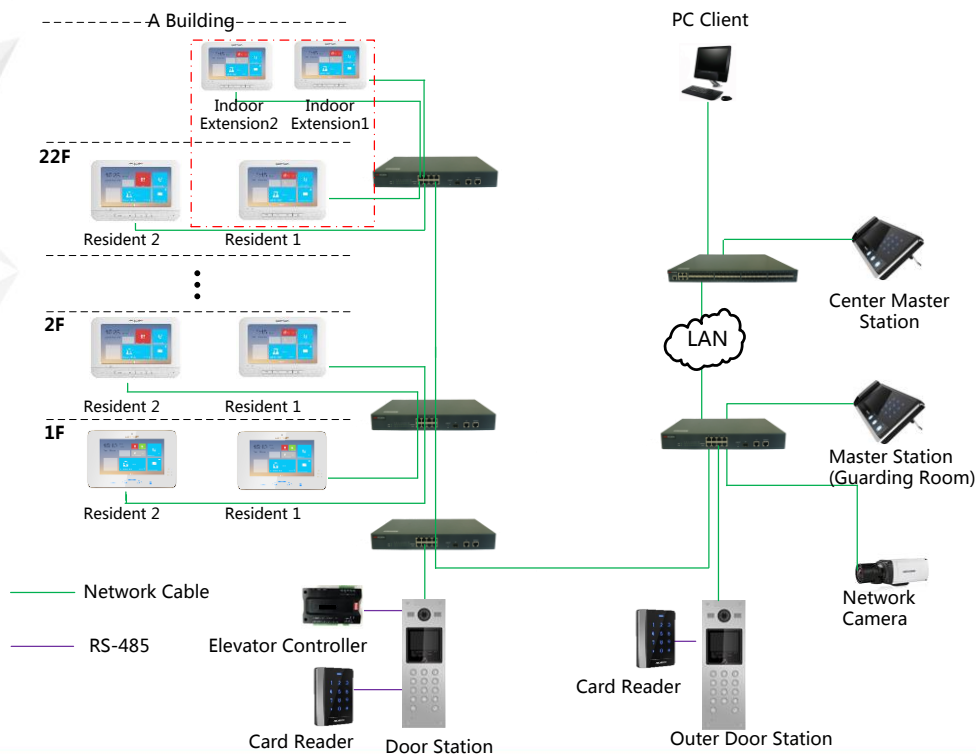 A Building
PC Client
Indoor
Extension2
Indoor
Extension1
22F
Resident 2
Resident 1
Center Master
Station
2F
LAN
Resident 2
Resident 1
1F
Master Station
(Guarding Room)
Resident 2
Resident 1
Network Cable
Network
Camera
RS-485
Elevator Controller
Card Reader
Card Reader
Door Station
Outer Door Station